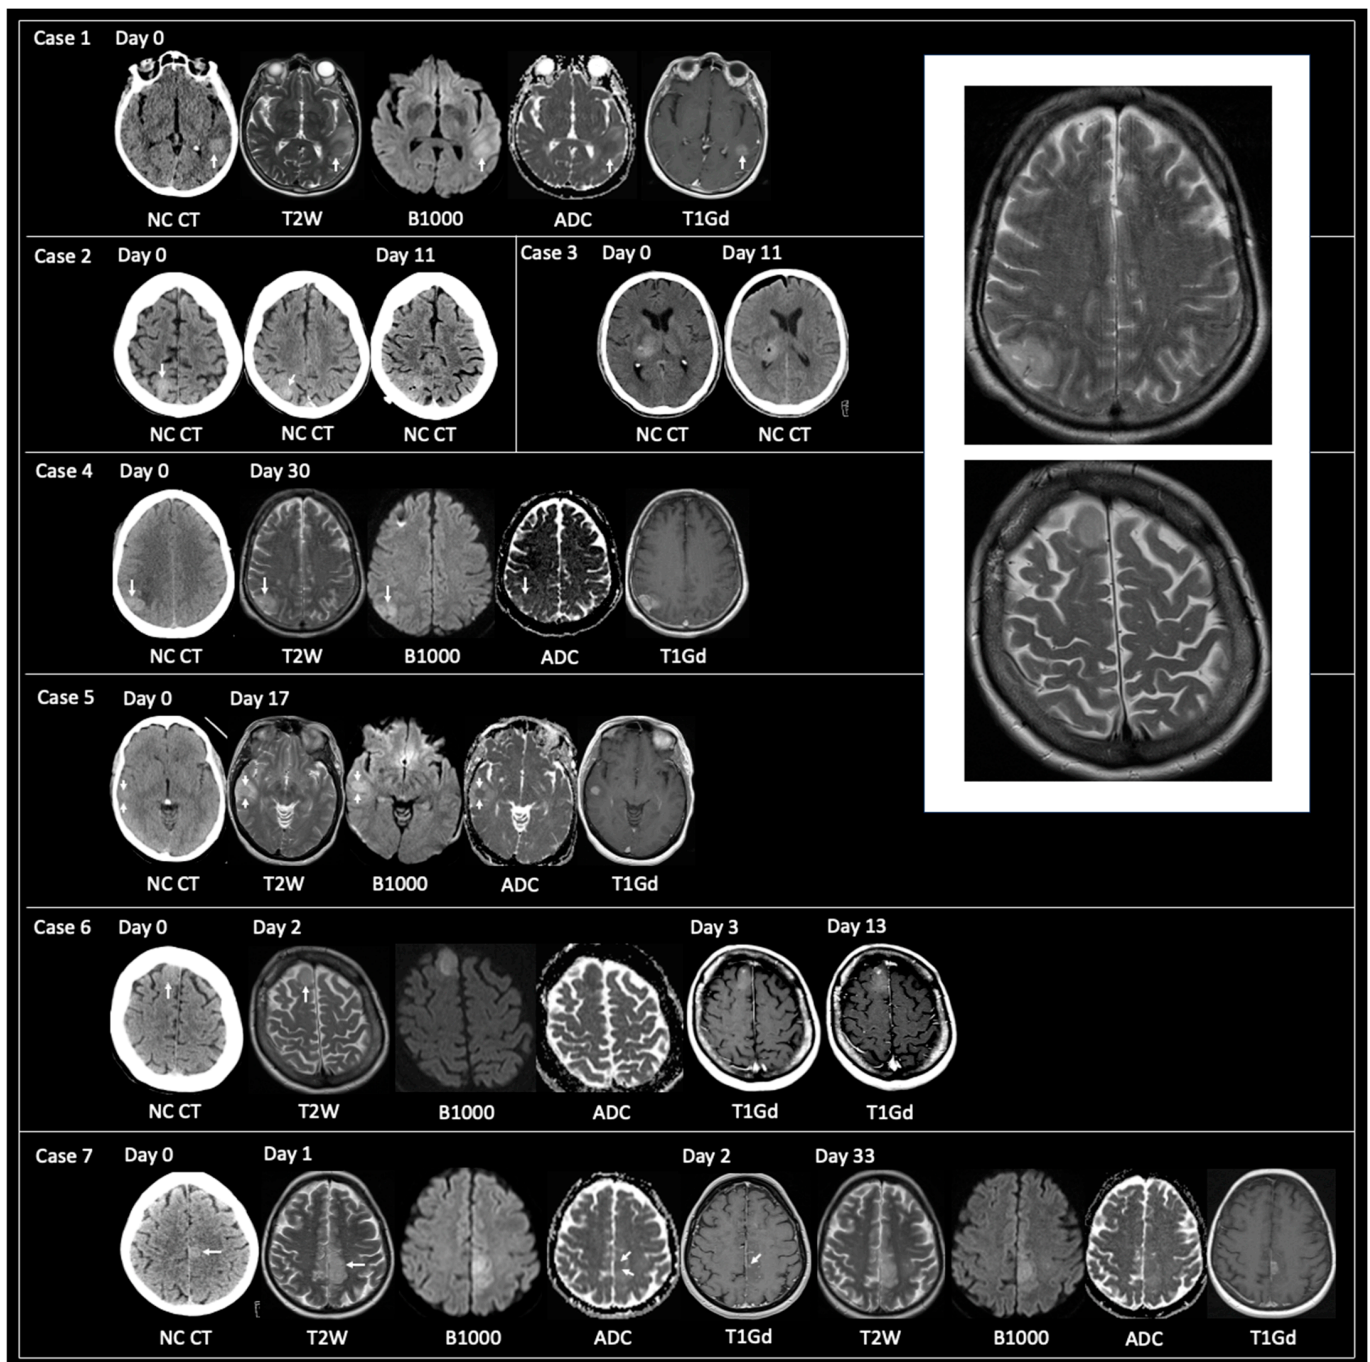 Case 1 Day 0
NC CT T2W B1000 ADC T1Gd
Case 2 Day 0 Day 11
NC CT NC CT NC CT
Case 3 Day 0 Day 11
NC CT NC CT
Case 4 Day 0 Day 30
NC CT T2W B1000 ADC T1Gd
Case 5 Day 0 Day 17
NC CT T2W B1000 ADC T1Gd
Case 6 Day 0 Day 2 Day 3 Day 13
NC CT T2W B1000 ADC T1Gd T1Gd
Case 7 Day 0 Day 1 Day 2 Day 33
NC CT T2W B1000 ADC T1Gd T2W B1000 ADC T1Gd